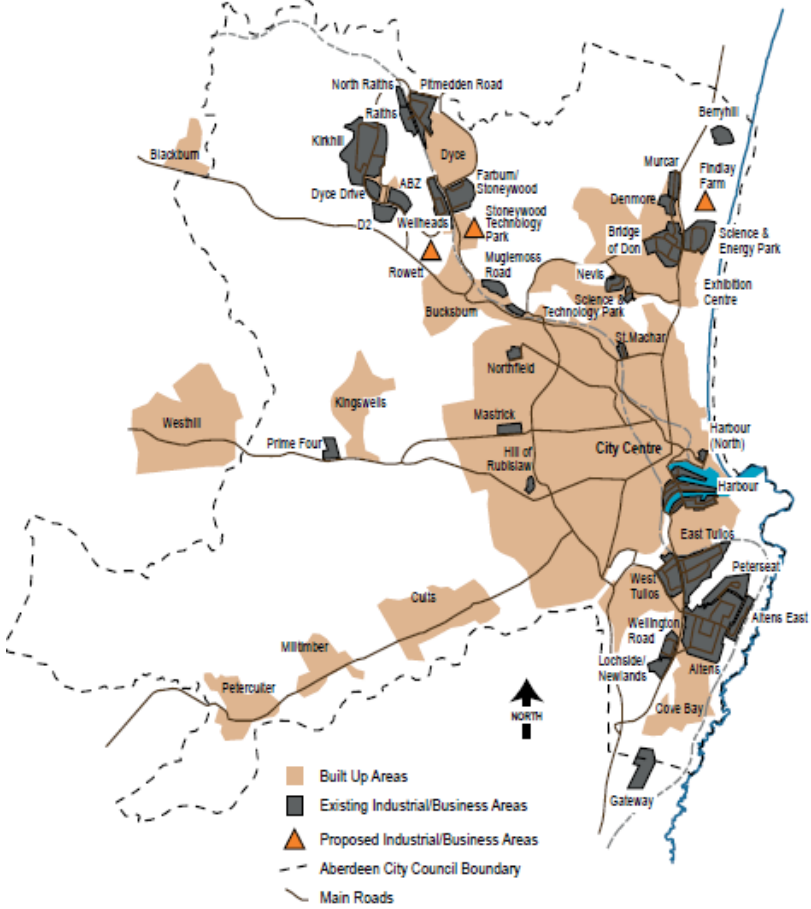 North Raiths
Pitmedden Road
Raiths
Kirkhill
Blackburn
Dyce
Berryhill
Murcar
Findlay
Farm
Dyce Drive
ABZ
Farburn/
Stoneywood
Denmore
D2
Wellheads
Stoneywood
Technology
Park
Bridge
of Don
Science &
Energy Park
Rowett
Muglemoss
Road
Nevis
Exhibition
Centre
Bucksburn
Science &
Technology Park
St.Machar
Northfield
Westhill
Kingswells
Mastrick
Prime Four
Hill of
Rubislaw
City Centre
Harbour
(North)
Harbour
East Tullos
West
Tullos
Peterseat
Cults
Wellington
Road
Altens East
Milltimber
Lochside/
Newlands
Altens
Peterculter
Cove Bay
NORTH
Gateway
Built Up Areas
Existing Industrial/Business Areas
Proposed Industrial/Business Areas
Aberdeen City Council Boundary
Main Roads